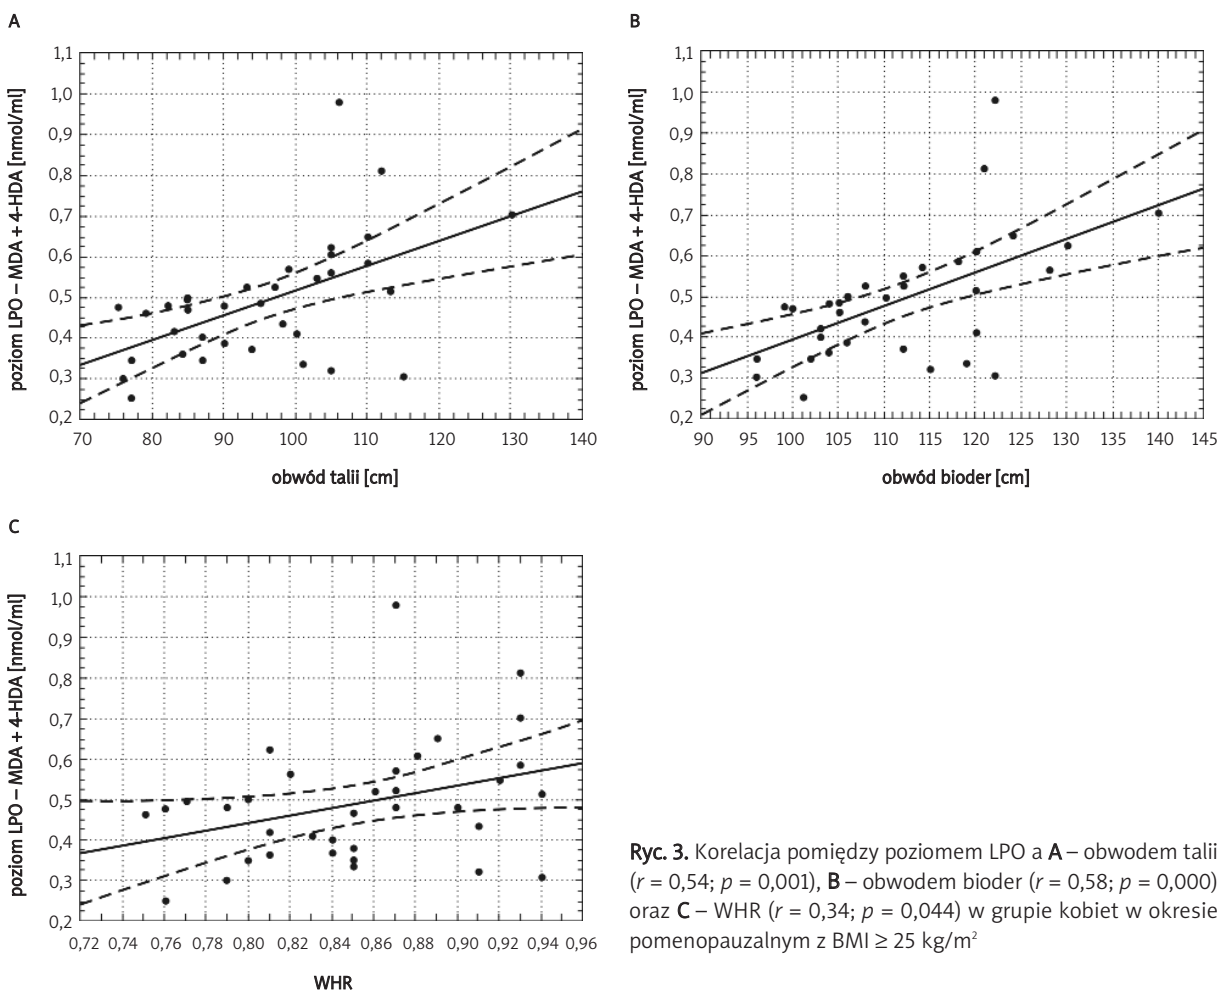 A
poziom LPO – MDA + 4-HDA [nmol/ml]
1,1
1,0
0,9
0,8
0,7
0,6
0,5
0,4
0,3
0,2
70 80 90 100 110 120 130 140
obwód talii [cm]
B
poziom LPO – MDA + 4-HDA [nmol/ml]
1,1
1,0
0,9
0,8
0,7
0,6
0,5
0,4
0,3
0,2
90 95 100 105 110 115 120 125 130 135 140 145
obwód bioder [cm]
C
poziom LPO – MDA + 4-HDA [nmol/ml]
1,1
1,0
0,9
0,8
0,7
0,6
0,5
0,4
0,3
0,2
0,72 0,74 0,76 0,78 0,80 0,82 0,84 0,86 0,88 0,90 0,92 0,94 0,96
WHR
Ryc. 3. Korelacja pomiędzy poziomem LPO a A – obwodem talii
(r = 0,54; p = 0,001), B – obwodem bioder (r = 0,58; p = 0,000)
oraz C – WHR (r = 0,34; p = 0,044) w grupie kobiet w okresie
pomenopauzalnym z BMI ≥ 25 kg/m²